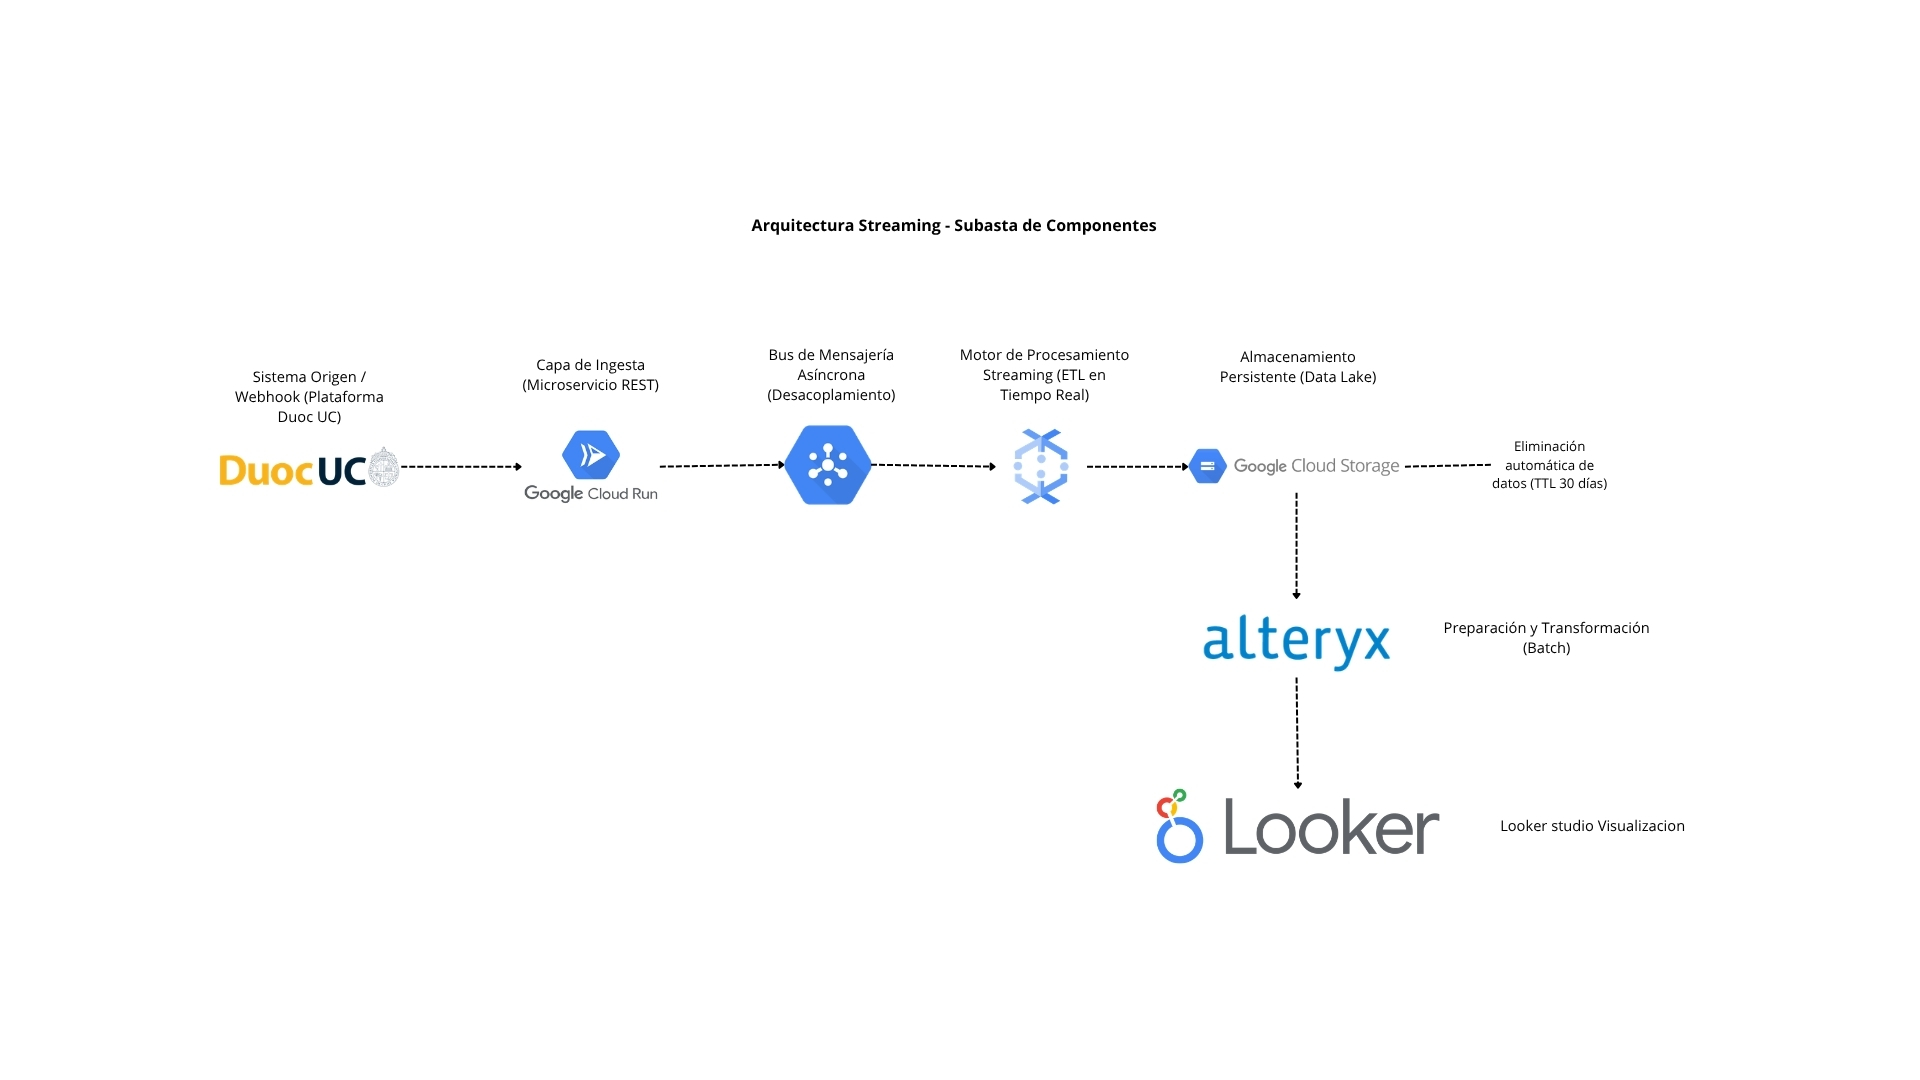 Arquitectura Streaming - Subasta de Componentes
Sistema Origen /
Webhook (Plataforma
Duoc UC)
DuocUC
Capa de Ingesta
(Microservicio REST)
Google Cloud Run
Bus de Mensajería
Asíncrona
(Desacoplamiento)
Motor de Procesamiento
Streaming (ETL en
Tiempo Real)
Almacenamiento
Persistente (Data Lake)
Google Cloud Storage
Eliminación
automática de
datos (TTL 30 días)
alteryx
Preparación y Transformación
(Batch)
Looker
Looker studio Visualizacion